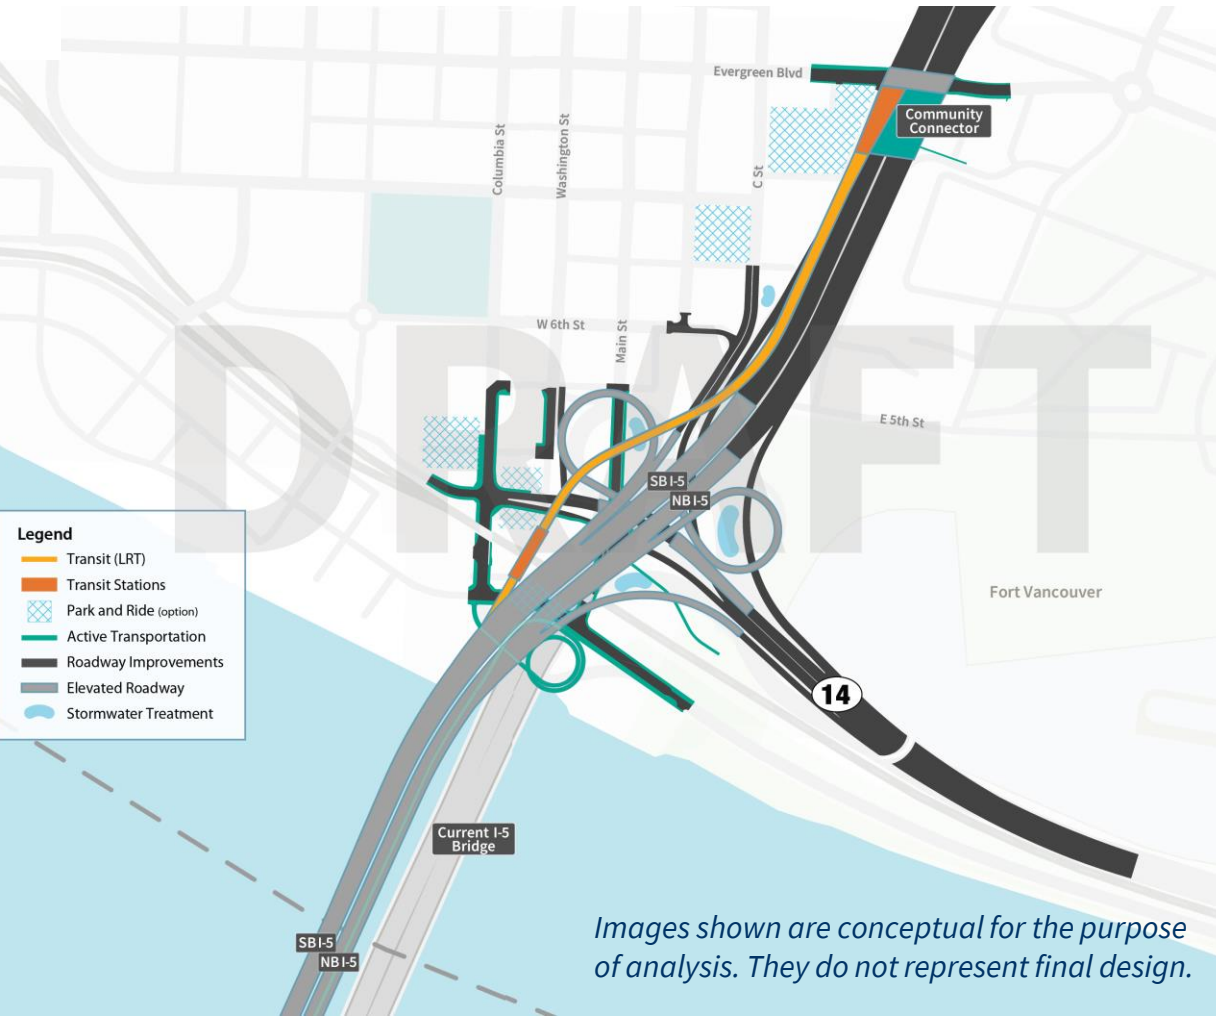 Evergreen Blvd
Community
Connector
Columbia St
Washington St
C St
W 6th St
Main St
DRAFT
E 5th St
SB I-5
NB I-5
Fort Vancouver
Legend
Transit (LRT)
Transit Stations
Park and Ride (option)
Active Transportation
Roadway Improvements
Elevated Roadway
Stormwater Treatment
14
Current I-5
Bridge
SB I-5
NB I-5
Images shown are conceptual for the purpose
of analysis. They do not represent final design.